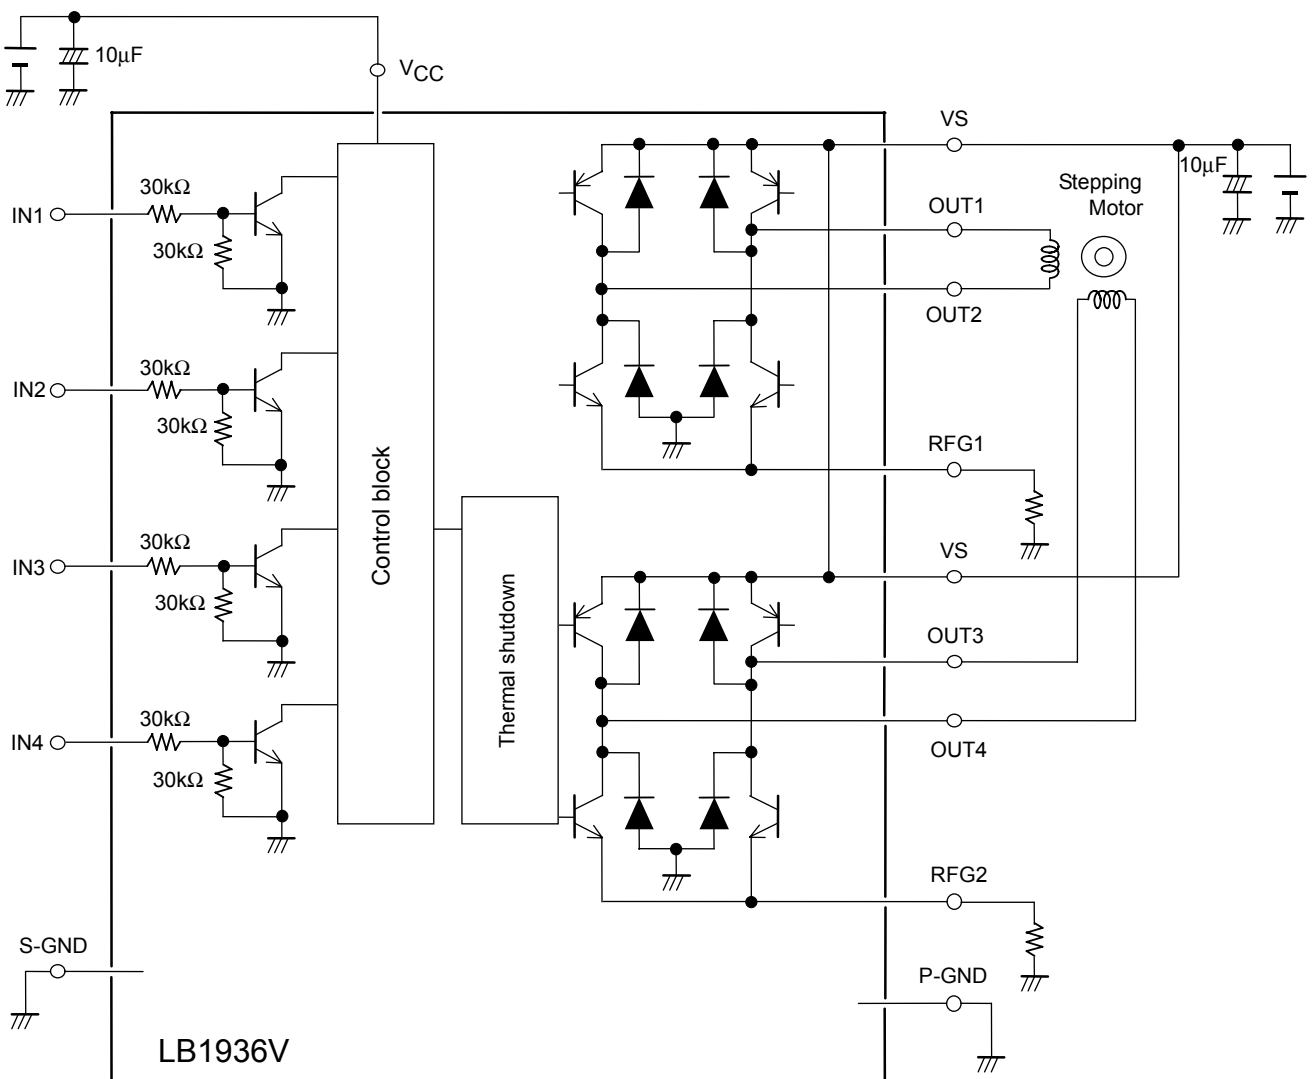 10μF
VCC
VS
10μF
Stepping
Motor
30kΩ
IN1
30kΩ
OUT1
OUT2
30kΩ
IN2
30kΩ
RFG1
Control block
30kΩ
IN3
30kΩ
VS
Thermal shutdown
OUT3
30kΩ
IN4
30kΩ
OUT4
RFG2
S-GND
P-GND
LB1936V